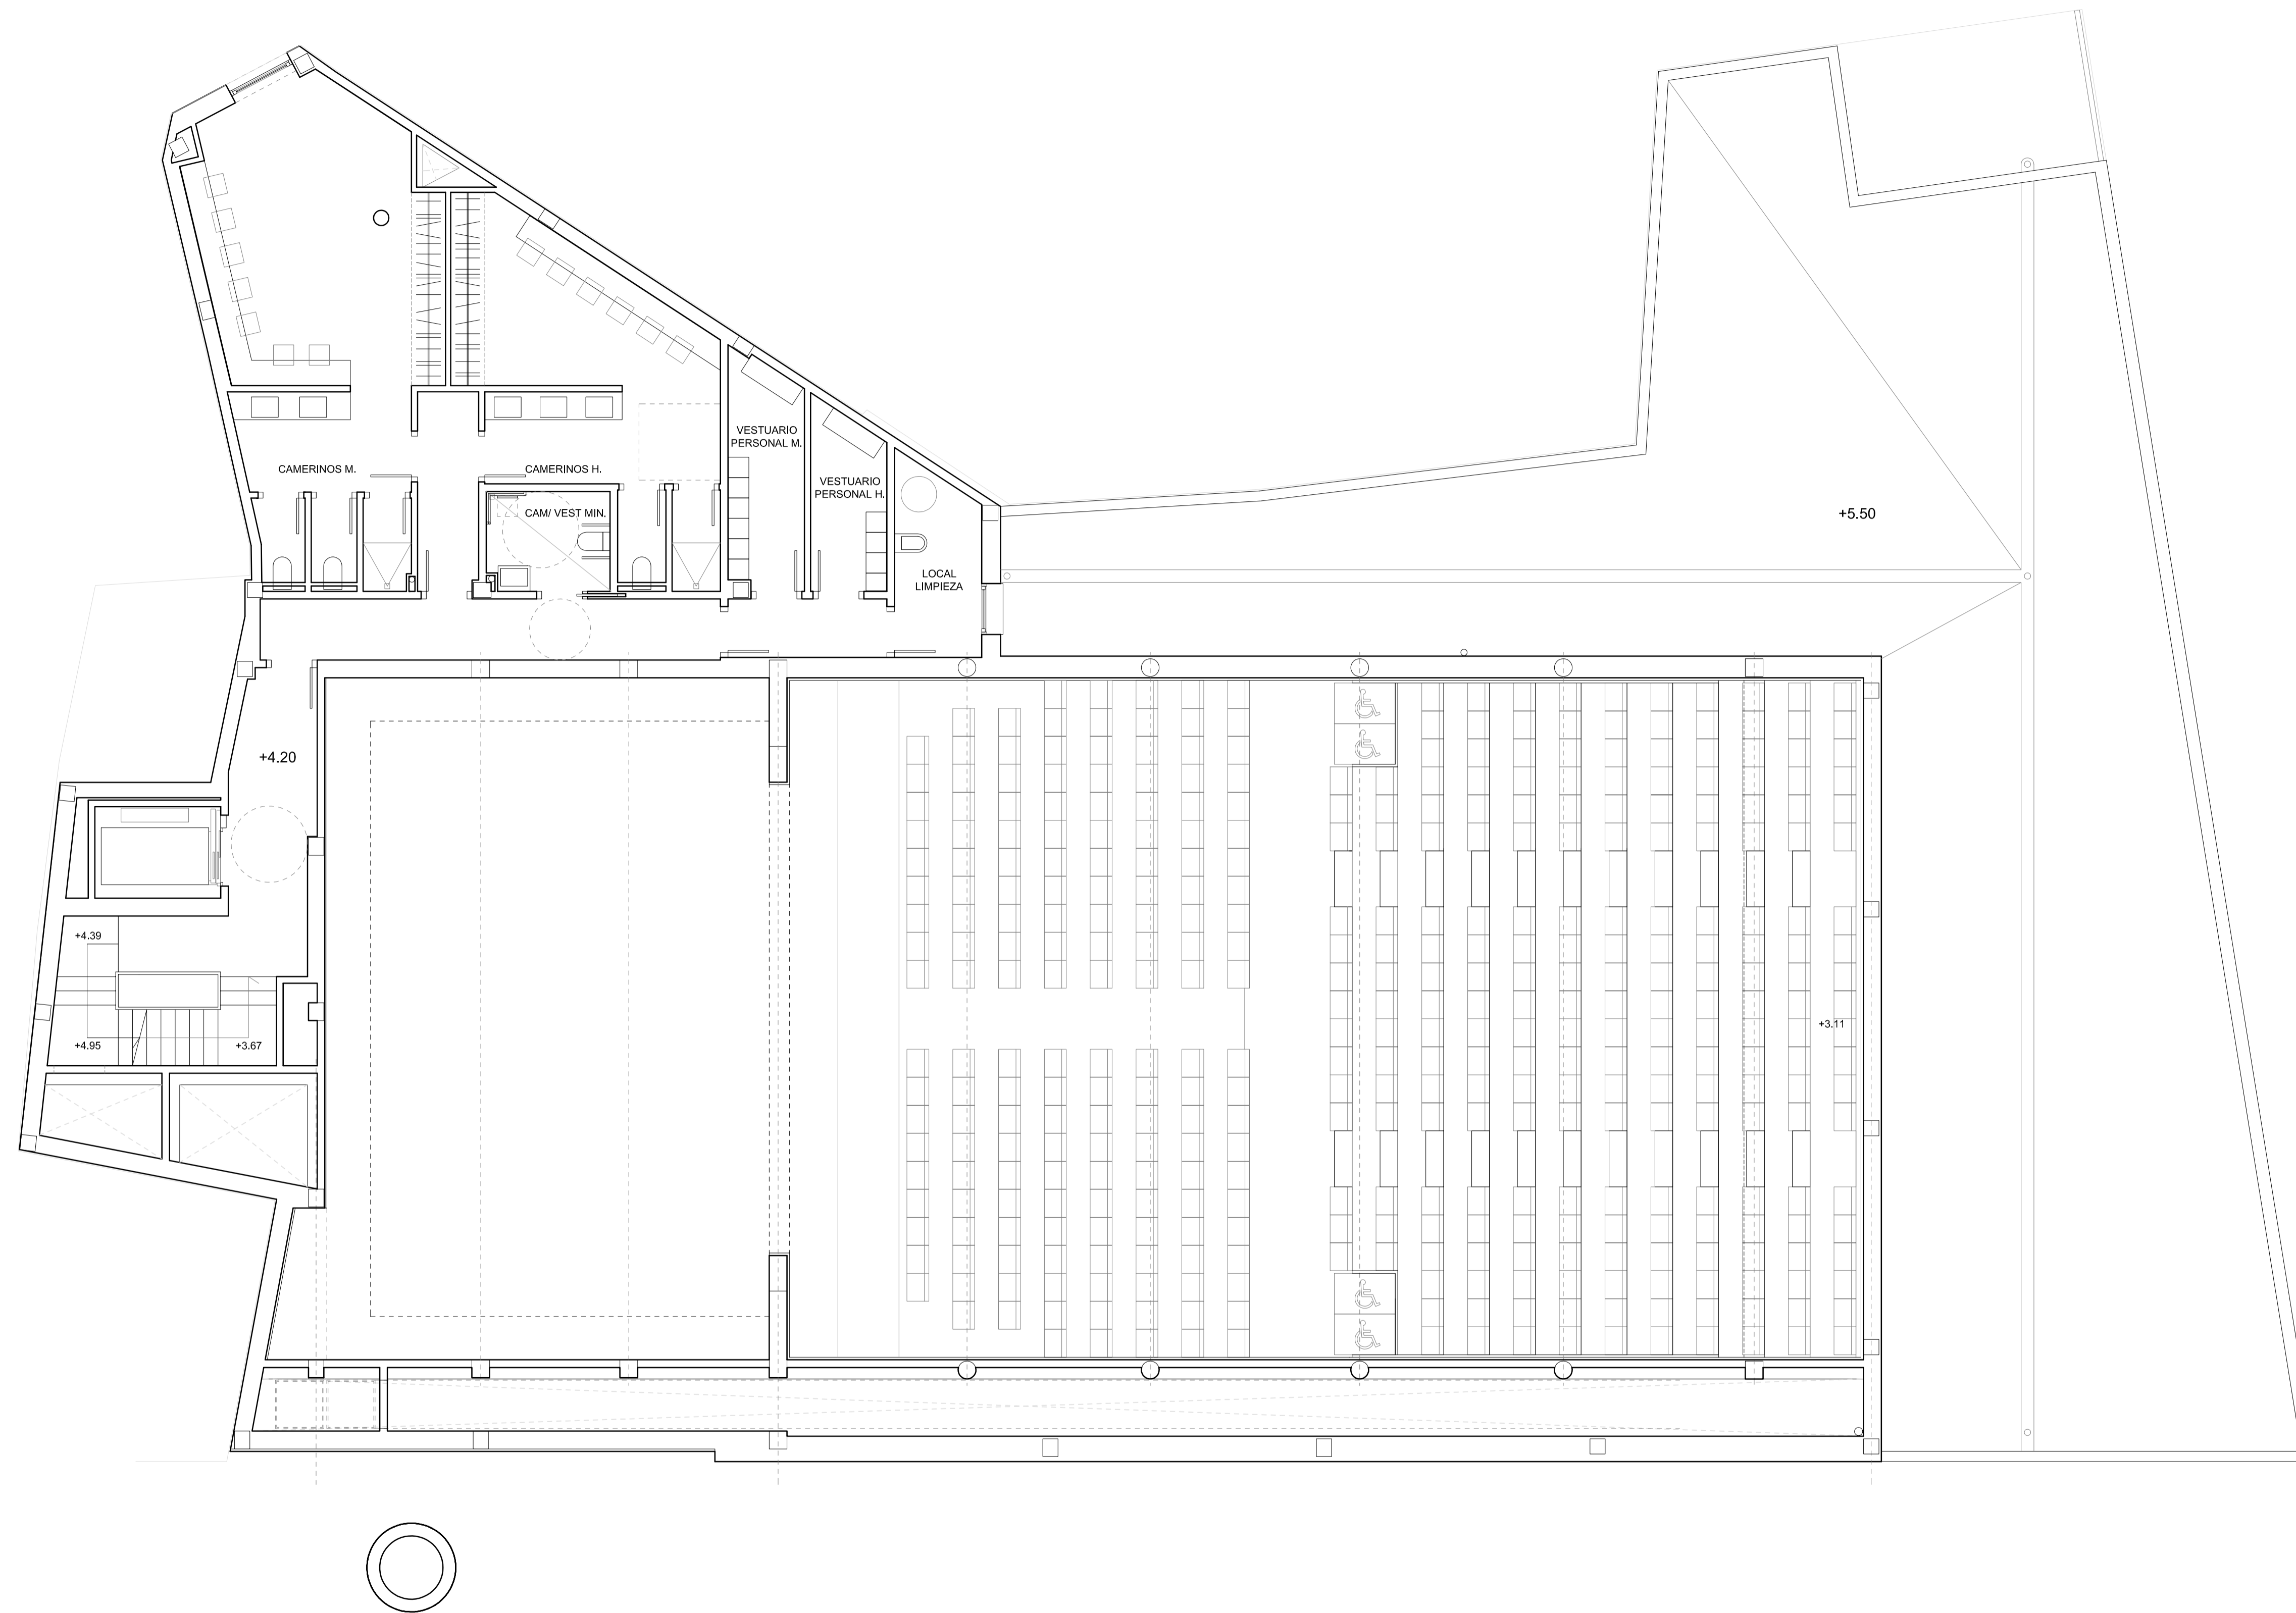 VESTUARIO
PERSONAL M.
CAMERINOS M.
CAMERINOS H.
VESTUARIO
PERSONAL H.
CAM/ VEST MIN.
+5.50
LOCAL
LIMPIEZA
+4.20
+4.39
+3.11
+4.95
+3.67